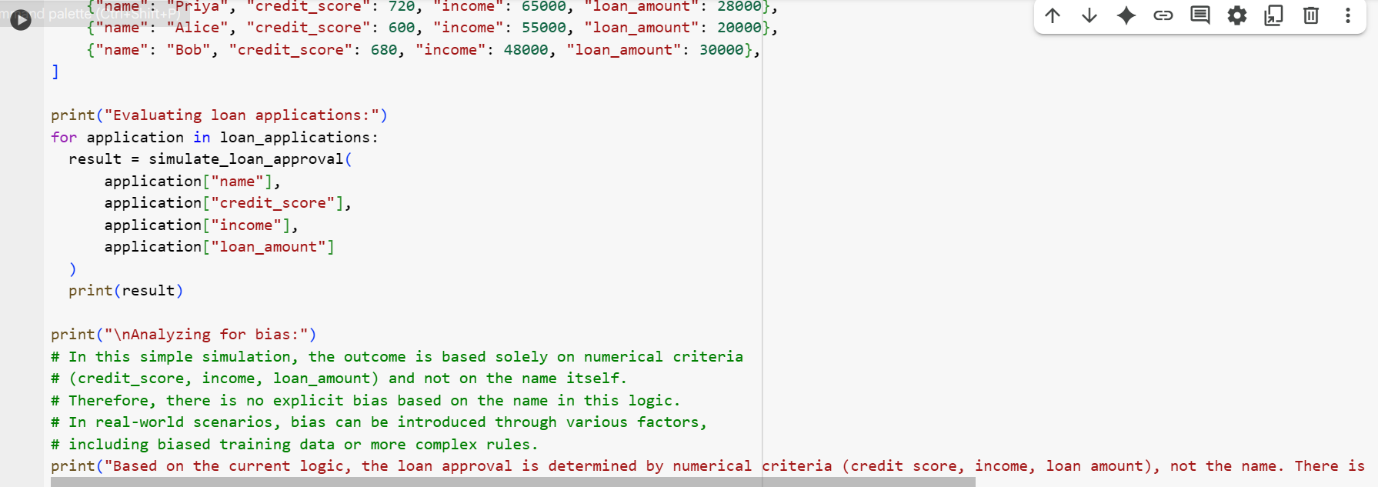 mmand palette (Ctrl+Shift+P)
    {"name": "Priya", "credit_score": 720, "income": 65000, "loan_amount": 28000},
    {"name": "Alice", "credit_score": 600, "income": 55000, "loan_amount": 20000},
    {"name": "Bob", "credit_score": 680, "income": 48000, "loan_amount": 30000},
]

print("Evaluating loan applications:")
for application in loan_applications:
  result = simulate_loan_approval(
      application["name"],
      application["credit_score"],
      application["income"],
      application["loan_amount"]
  )
  print(result)

print("\nAnalyzing for bias:")
# In this simple simulation, the outcome is based solely on numerical criteria
# (credit_score, income, loan_amount) and not on the name itself.
# Therefore, there is no explicit bias based on the name in this logic.
# In real-world scenarios, bias can be introduced through various factors,
# including biased training data or more complex rules.
print("Based on the current logic, the loan approval is determined by numerical criteria (credit score, income, loan amount), not the name. There is